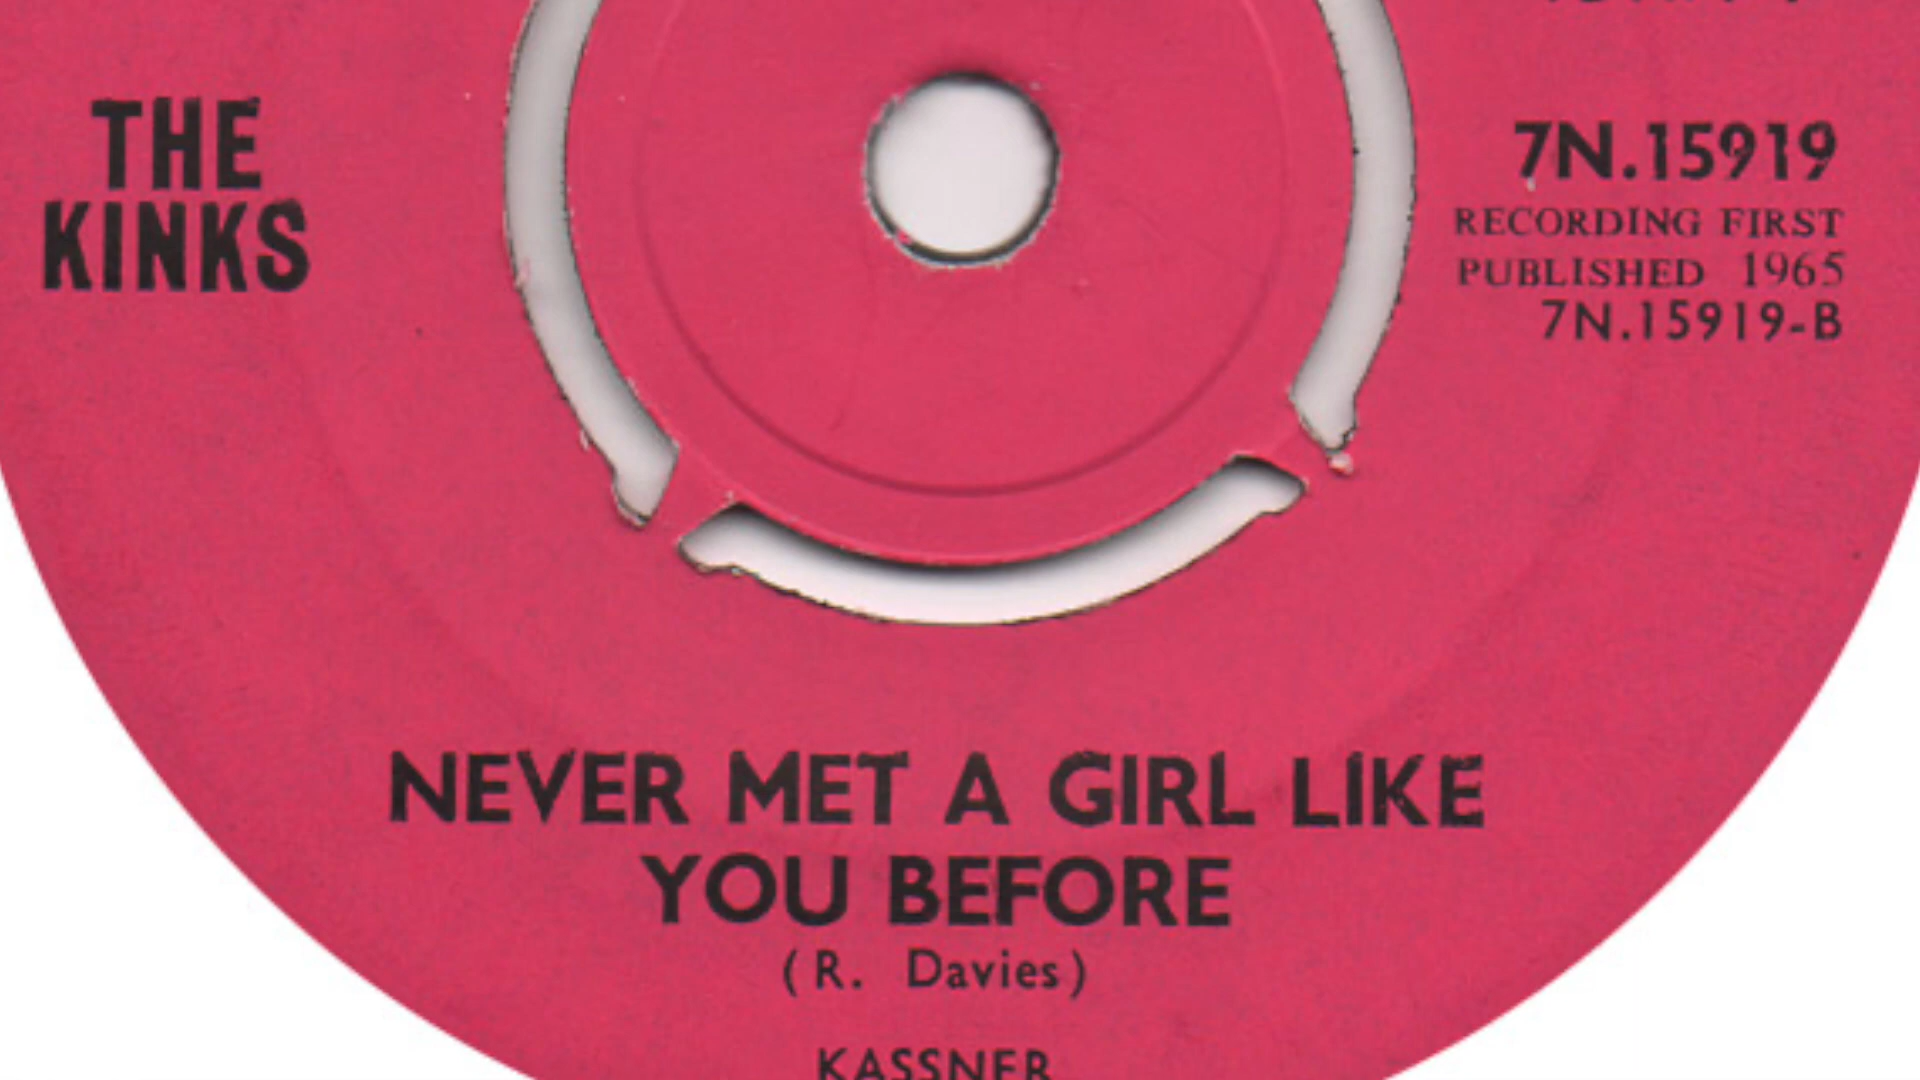 THE
KINKS
7N.15919
RECORDING FIRST
PUBLISHED 1965
7N.15919-B
NEVER MET A GIRL LIKE
YOU BEFORE
(R. Davies)
KASSNER